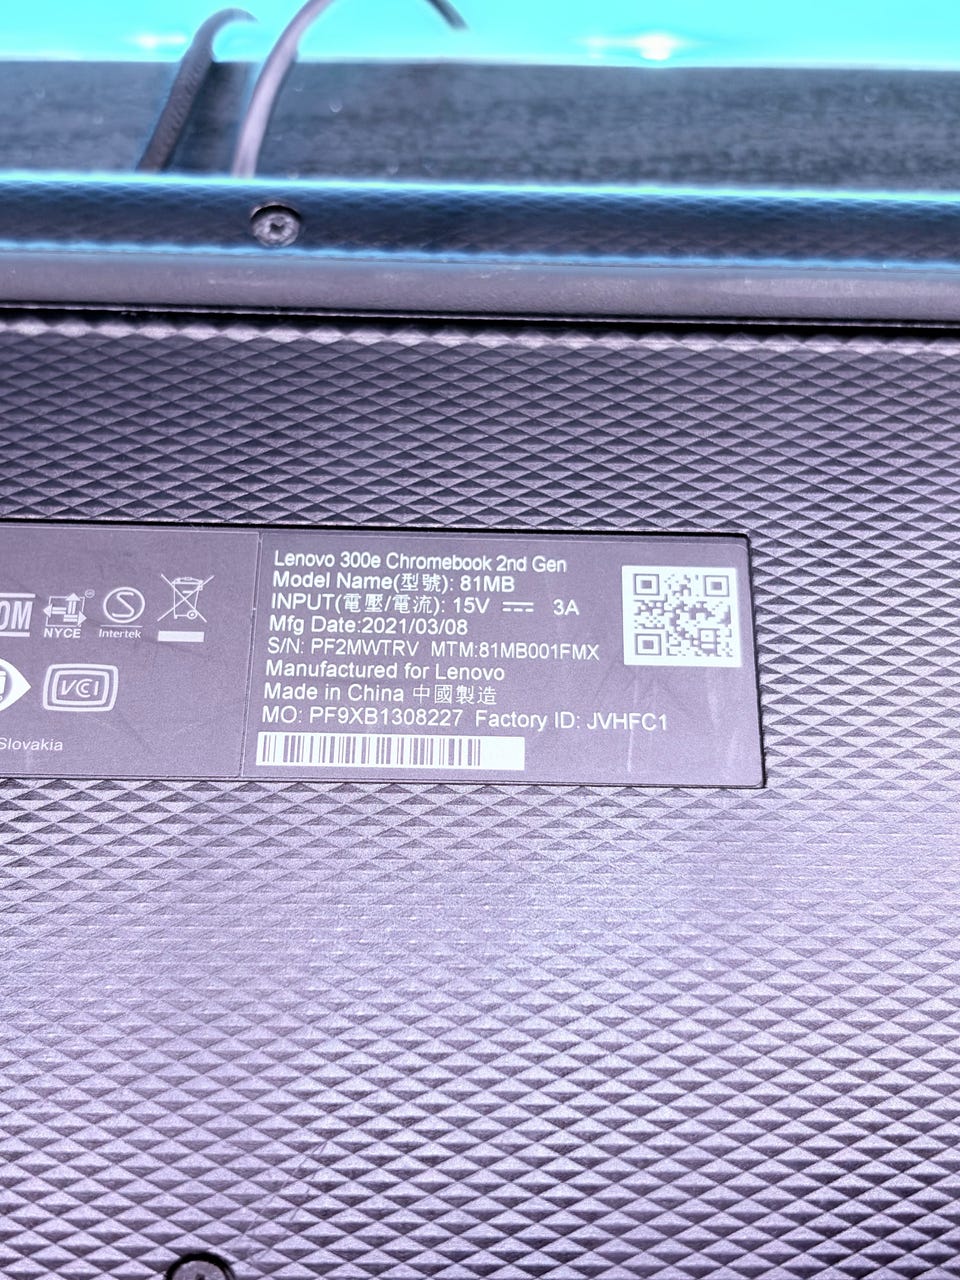 Lenovo 300e Chromebook 2nd Gen
Model Name(型號): 81MB
INPUT(電壓/電流): 15V ⎓ 3A
Mfg Date:2021/03/08
S/N: PF2MWTRV MTM:81MB001FMX
Manufactured for Lenovo
Made in China 中國製造
MO: PF9XB1308227 Factory ID: JVHFC1
OM
NYCE
S
Intertek
VCI
Slovakia